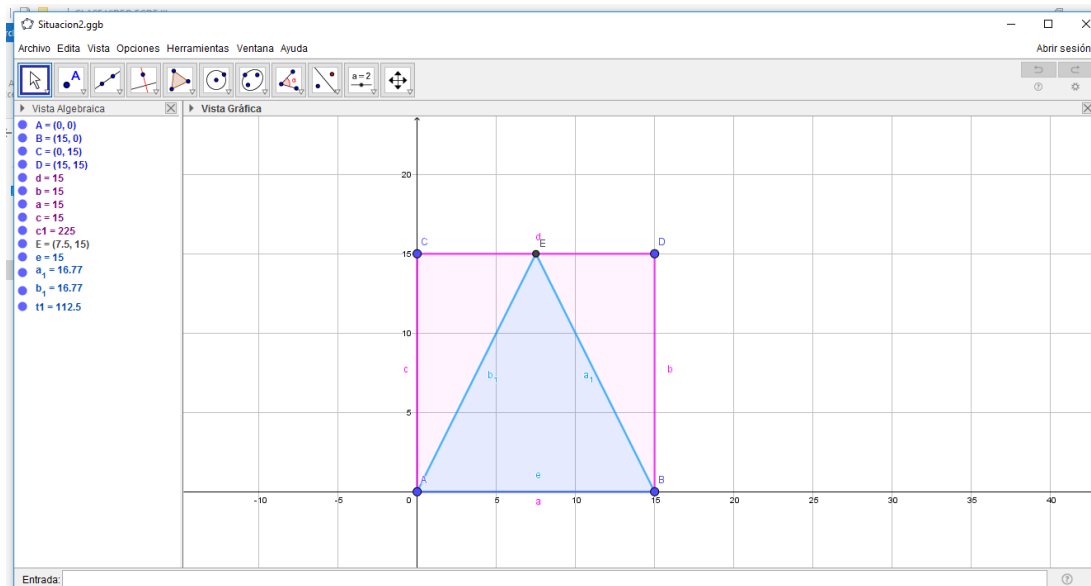 Situacion2.ggb
Archivo Edita Vista Opciones Herramientas Ventana Ayuda
Abrir sesión
A
α
a=2
Vista Algebraica
Vista Gráfica
A = (0, 0)
B = (15, 0)
C = (0, 15)
D = (15, 15)
d = 15
b = 15
a = 15
c = 15
c1 = 225
E = (7.5, 15)
e = 15
a₁ = 16.77
b₁ = 16.77
t1 = 112.5
20
d
C
E
D
15
10
c
b₁
a₁
b
5
A
e
B
-10 -5 0 5 10 15 20 25 30 35 40
a
Entrada: